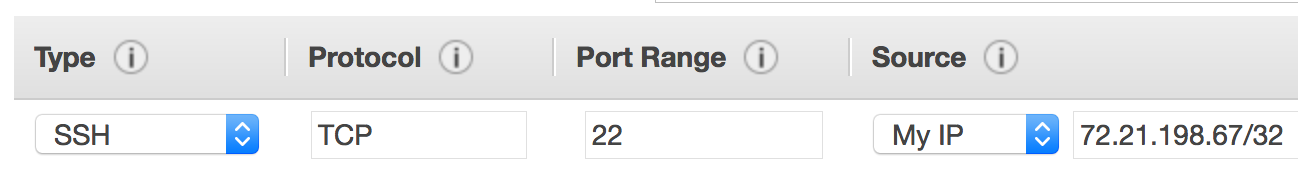 Type i Protocol i Port Range i Source i
SSH TCP 22 My IP 72.21.198.67/32